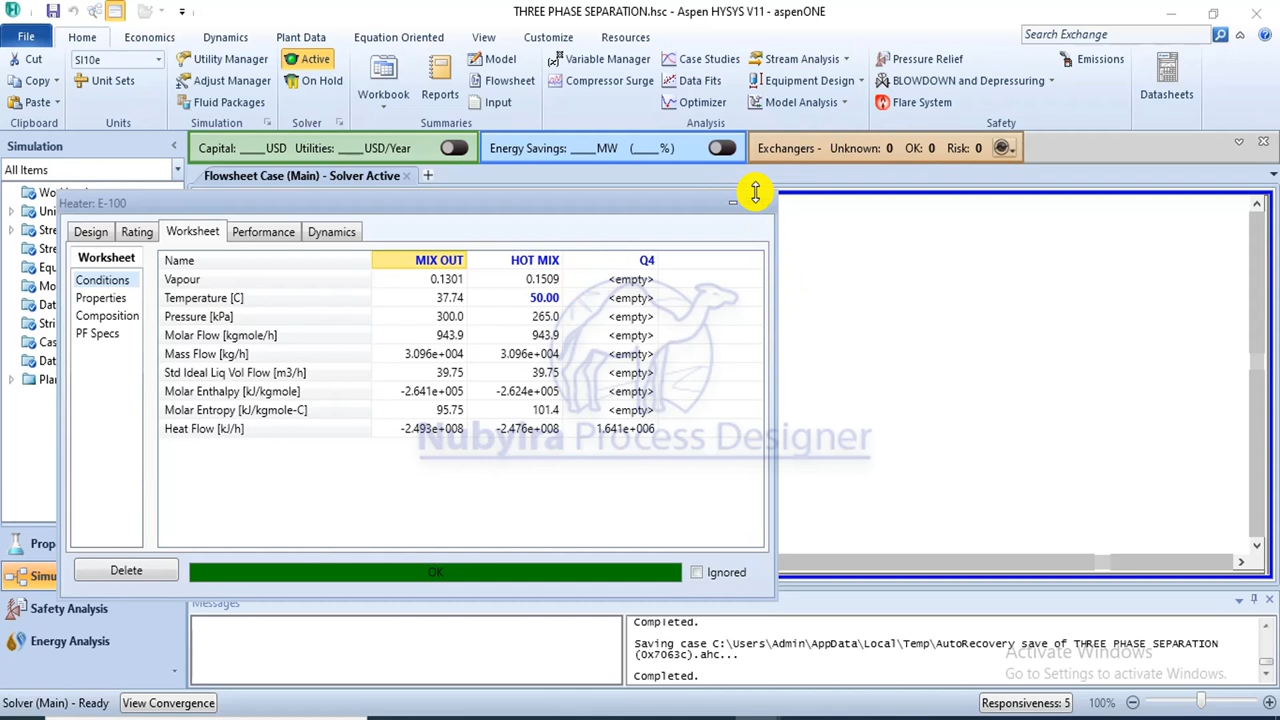 THREE PHASE SEPARATION.hsc - Aspen HYSYS V11 - aspenONE
File Home Economics Dynamics Plant Data Equation Oriented View Customize Resources Search Exchange
Cut SI10e Utility Manager Active Model Variable Manager Case Studies Stream Analysis Pressure Relief Emissions
Copy Unit Sets Adjust Manager On Hold Workbook Reports Flowsheet Compressor Surge Data Fits Equipment Design BLOWDOWN and Depressuring Datasheets
Paste Fluid Packages Input Optimizer Model Analysis Flare System
Clipboard Units Simulation Solver Summaries Analysis Safety
Simulation Capital: ____USD Utilities: ____USD/Year Energy Savings: ____MW (____%) Exchangers - Unknown: 0 OK: 0 Risk: 0
All Items Flowsheet Case (Main) - Solver Active
Heater: E-100
Design Rating Worksheet Performance Dynamics
Worksheet Name MIX OUT HOT MIX Q4
Conditions Vapour 0.1301 0.1509 <empty>
Properties Temperature [C] 37.74 50.00 <empty>
Composition Pressure [kPa] 300.0 265.0 <empty>
PF Specs Molar Flow [kgmole/h] 943.9 943.9 <empty>
Mass Flow [kg/h] 3.096e+004 3.096e+004 <empty>
Std Ideal Liq Vol Flow [m3/h] 39.75 39.75 <empty>
Molar Enthalpy [kJ/kgmole] -2.641e+005 -2.624e+005 <empty>
Molar Entropy [kJ/kgmole-C] 95.75 101.4 <empty>
Heat Flow [kJ/h] -2.493e+008 -2.476e+008 1.641e+006
Nubyira Process Designer
Delete OK Ignored
Safety Analysis
Energy Analysis
Messages
Completed.
Saving case C:\Users\Admin\AppData\Local\Temp\AutoRecovery save of THREE PHASE SEPARATION
(0x7063c).ahc...
Completed.
Activate Windows
Go to Settings to activate Windows.
Solver (Main) - Ready View Convergence Responsiveness: 5 100%